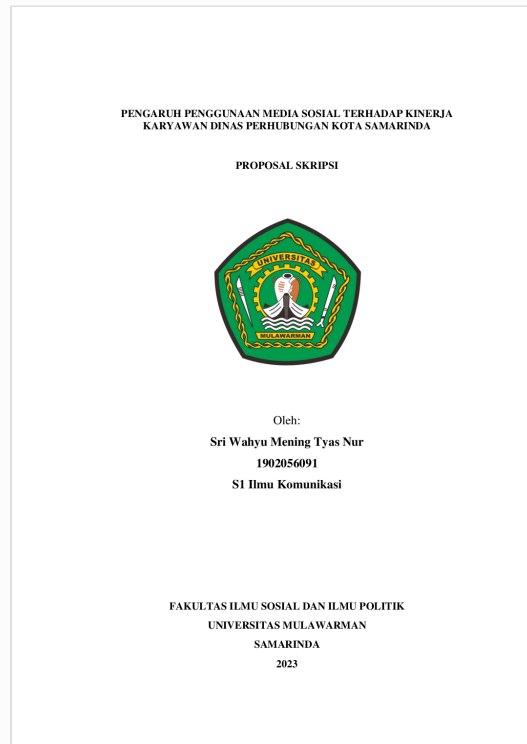 PENGARUH PENGGUNAAN MEDIA SOSIAL TERHADAP KINERJA
KARYAWAN DINAS PERHUBUNGAN KOTA SAMARINDA
PROPOSAL SKRIPSI
UNIVERSITAS
MULAWARMAN
Oleh:
Sri Wahyu Mening Tyas Nur
1902056091
S1 Ilmu Komunikasi
FAKULTAS ILMU SOSIAL DAN ILMU POLITIK
UNIVERSITAS MULAWARMAN
SAMARINDA
2023